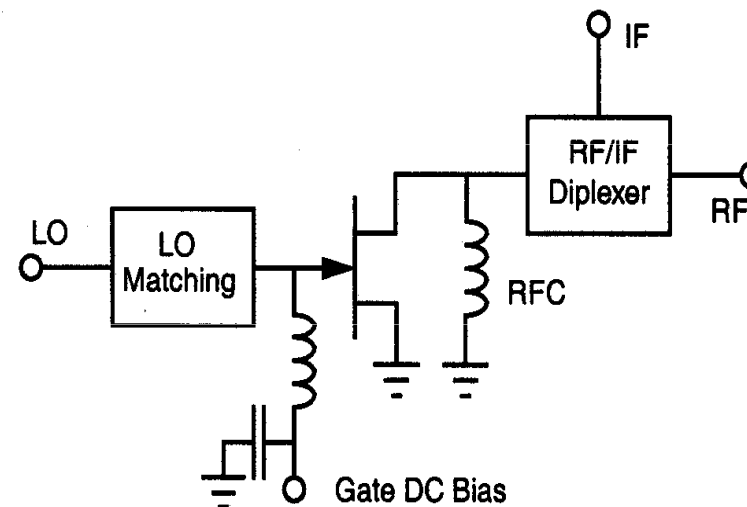 IF
RF/IF
Diplexer
RF
LO
LO
Matching
RFC
Gate DC Bias